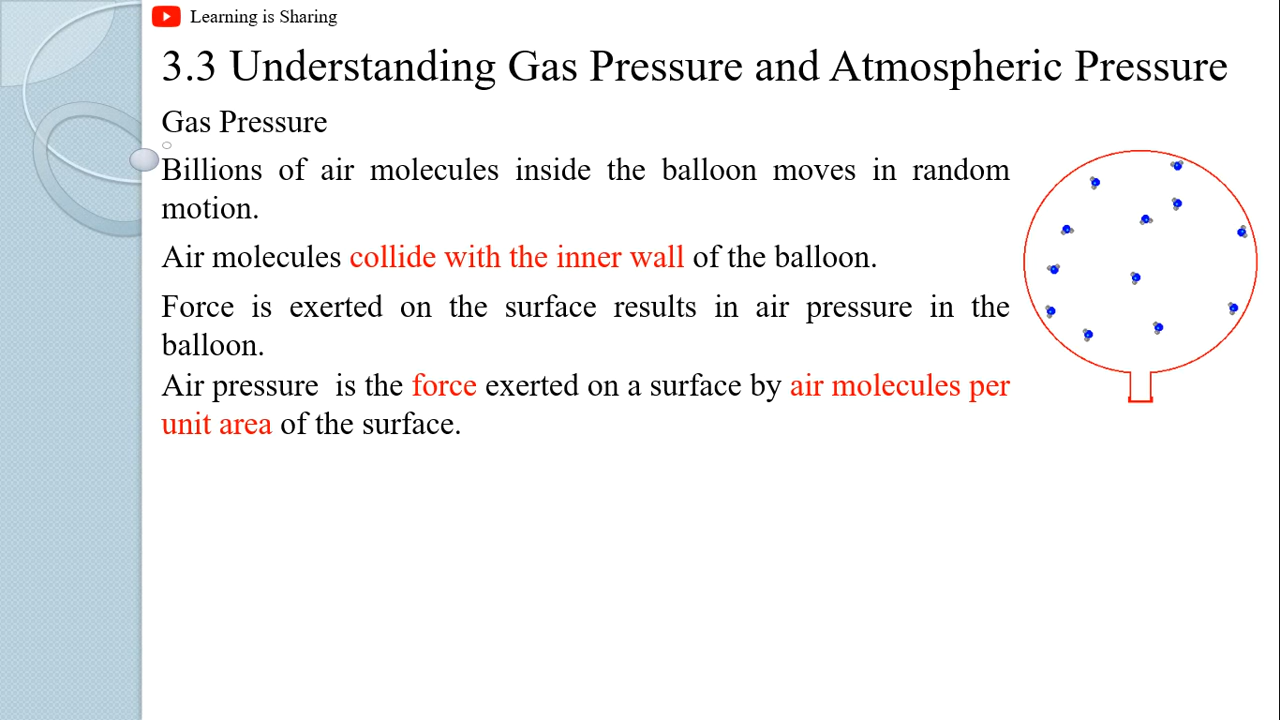 Learning is Sharing
3.3 Understanding Gas Pressure and Atmospheric Pressure
Gas Pressure
Billions of air molecules inside the balloon moves in random
motion.
Air molecules collide with the inner wall of the balloon.
Force is exerted on the surface results in air pressure in the
balloon.
Air pressure  is the force exerted on a surface by air molecules per
unit area of the surface.